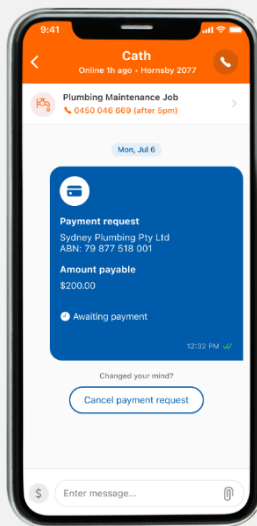 9:41
Cath
Online 1h ago • Hornsby 2077
Plumbing Maintenance Job
0450 046 669 (after 5pm)
Mon, Jul 6
Payment request
Sydney Plumbing Pty Ltd
ABN: 79 877 518 001
Amount payable
$200.00
Awaiting payment
12:32 PM
Changed your mind?
Cancel payment request
$
Enter message...